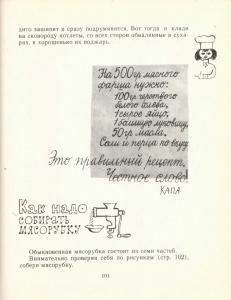 дито зашипит и сразу подрумянится. Вот тогда и клади
на сковороду котлеты, со всех сторон обвалянные в суха-
рях, и хорошенько их поджарь.
На 500 гр мясного
фарша нужно:
100 гр черствого
белого хлеба,
1 сырое яйцо,
1 большую луковицу,
50 гр масла.
Соли и перца по вкусу
Это правильный рецепт.
Честное слово.
КАПА
Как надо
СОБИРАТЬ
МЯСОРУБКУ
Обыкновенная мясорубка состоит из семи частей.
Внимательно проверив себя по рисункам (стр. 102),
собери мясорубку.
101